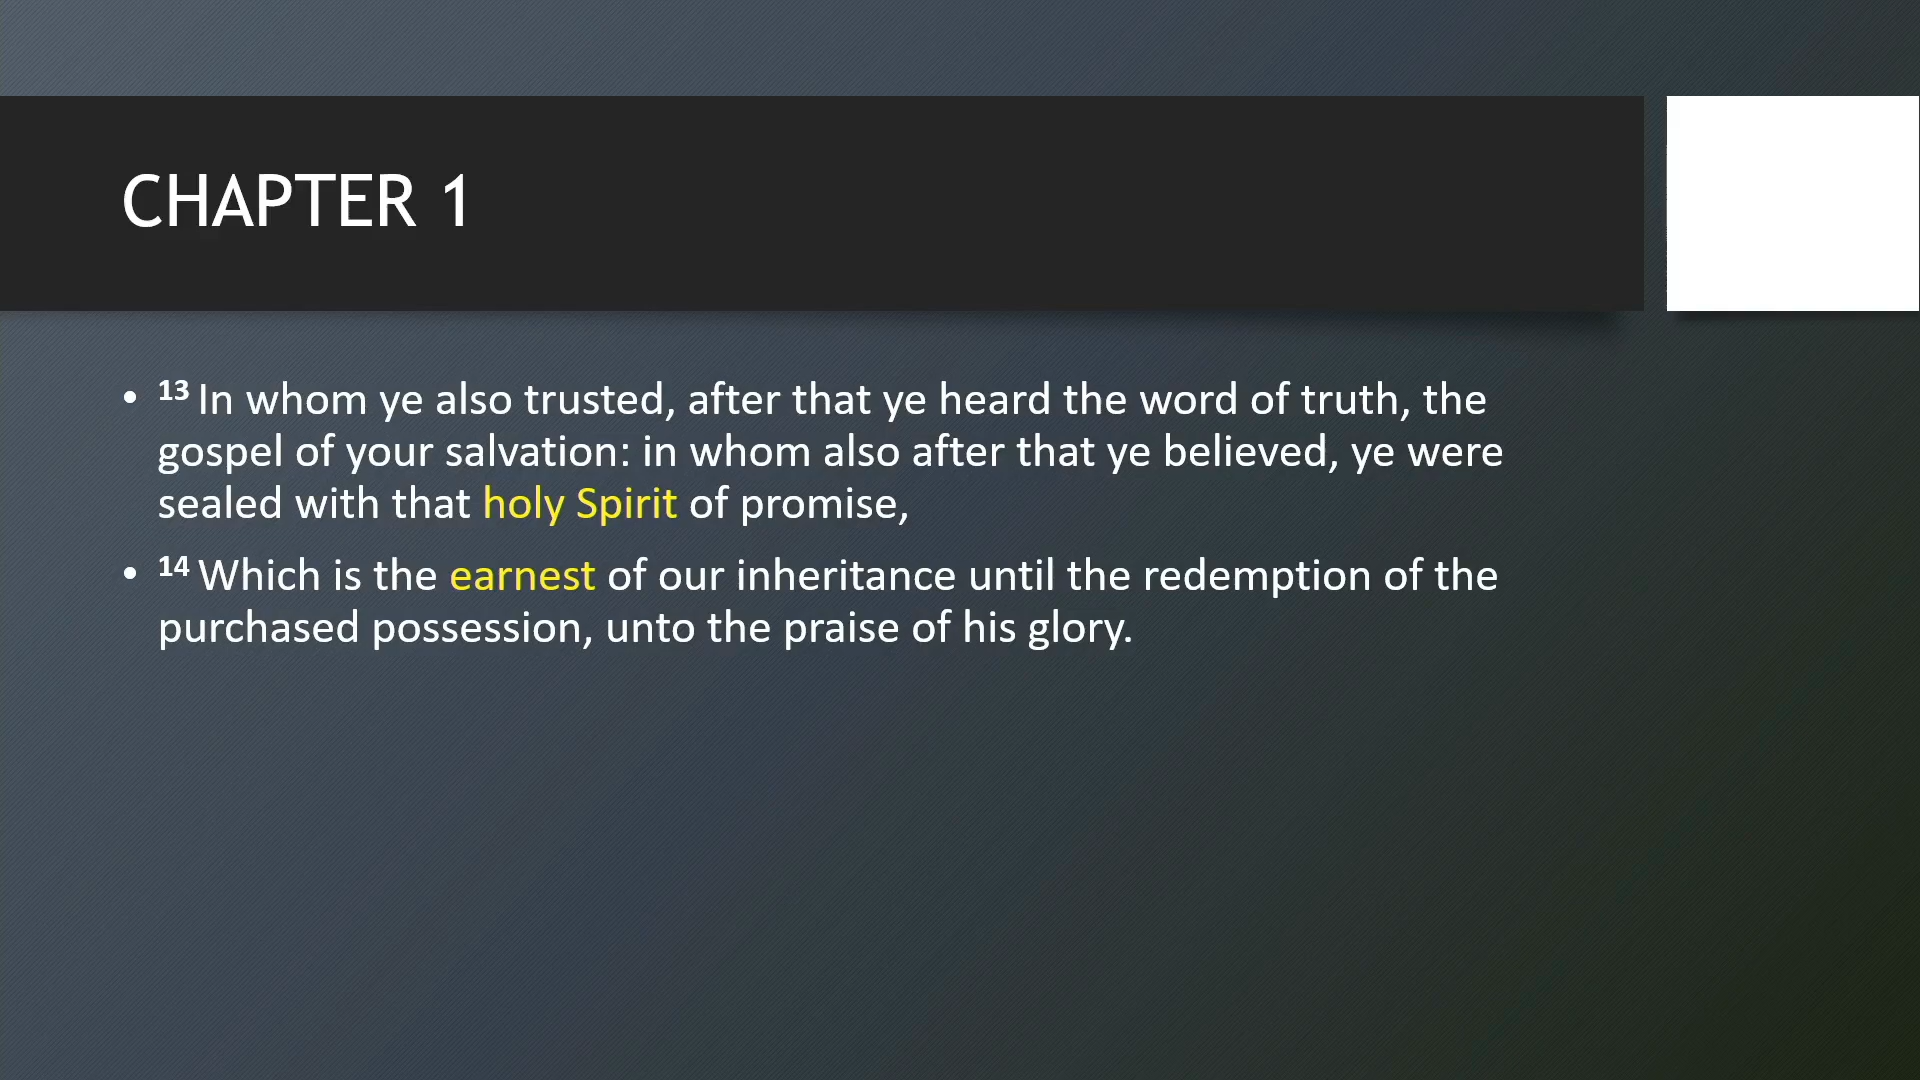 CHAPTER 1
• 13 In whom ye also trusted, after that ye heard the word of truth, the
gospel of your salvation: in whom also after that ye believed, ye were
sealed with that holy Spirit of promise,
• 14 Which is the earnest of our inheritance until the redemption of the
purchased possession, unto the praise of his glory.